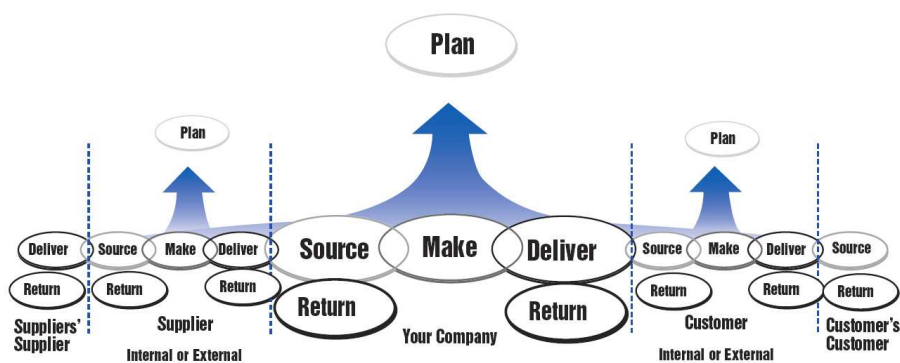 Plan
Plan
Plan
Deliver Source Make Deliver Source Make Deliver Source Make Deliver Source
Return Return Return Return Return Return Return Return
Suppliers'
Supplier
Supplier
Internal or External
Your Company
Customer
Internal or External
Customer's
Customer